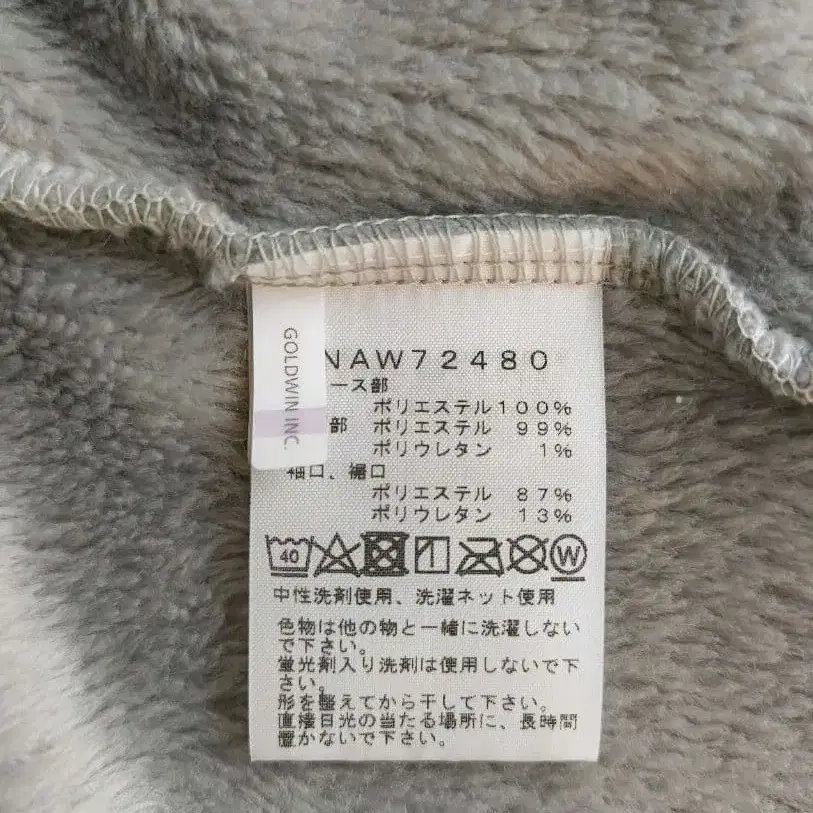 GOLDWIN INC.
NAW72480
ース部
ポリエステル100%
部 ポリエステル 99%
ポリウレタン 1%
袖口、裾口
ポリエステル 87%
ポリウレタン 13%
40 W
中性洗剤使用、洗濯ネット使用
色物は他の物と一緒に洗濯しない
で下さい。
蛍光剤入り洗剤は使用しないで下
さい。
形を整えてから干して下さい。
直接日光の当たる場所に、長時間
置かないで下さい。